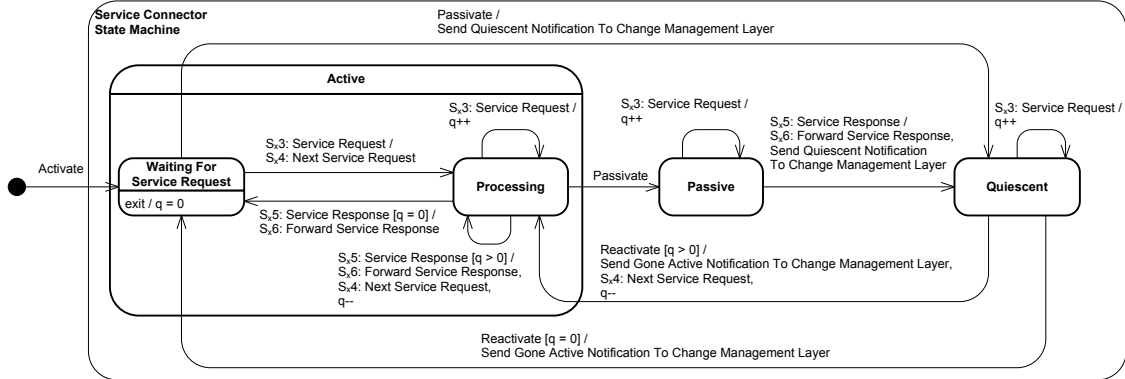 Service Connector
State Machine
Passivate /
Send Quiescent Notification To Change Management Layer
Active
Sx3: Service Request /
q++
Sx3: Service Request /
q++
Sx3: Service Request /
q++
Sx3: Service Request /
Sx4: Next Service Request
Sx5: Service Response /
Sx6: Forward Service Response,
Send Quiescent Notification
To Change Management Layer
Activate
Waiting For
Service Request
exit / q = 0
Processing
Passivate
Passive
Quiescent
Sx5: Service Response [q = 0] /
Sx6: Forward Service Response
Sx5: Service Response [q > 0] /
Sx6: Forward Service Response,
Sx4: Next Service Request,
q--
Reactivate [q > 0] /
Send Gone Active Notification To Change Management Layer,
Sx4: Next Service Request,
q--
Reactivate [q = 0] /
Send Gone Active Notification To Change Management Layer